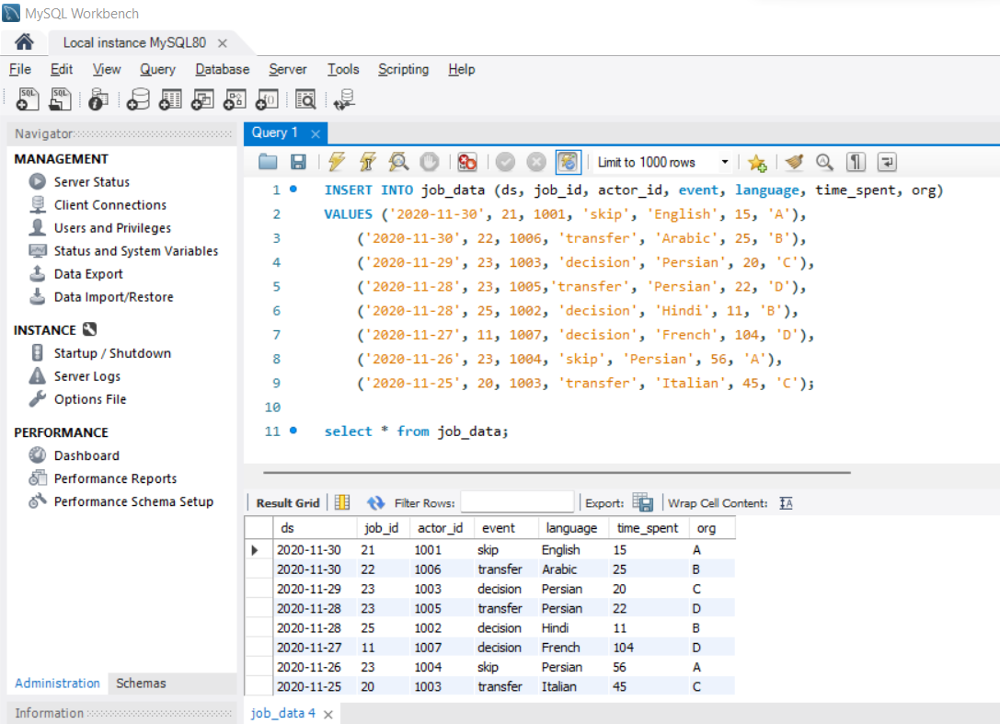 MySQL Workbench
Local instance MySQL80
File Edit View Query Database Server Tools Scripting Help
Navigator
MANAGEMENT
Server Status
Client Connections
Users and Privileges
Status and System Variables
Data Export
Data Import/Restore
INSTANCE
Startup / Shutdown
Server Logs
Options File
PERFORMANCE
Dashboard
Performance Reports
Performance Schema Setup
Administration Schemas
Information
Query 1
Limit to 1000 rows
1 INSERT INTO job_data (ds, job_id, actor_id, event, language, time_spent, org)
2 VALUES ('2020-11-30', 21, 1001, 'skip', 'English', 15, 'A'),
3 ('2020-11-30', 22, 1006, 'transfer', 'Arabic', 25, 'B'),
4 ('2020-11-29', 23, 1003, 'decision', 'Persian', 20, 'C'),
5 ('2020-11-28', 23, 1005,'transfer', 'Persian', 22, 'D'),
6 ('2020-11-28', 25, 1002, 'decision', 'Hindi', 11, 'B'),
7 ('2020-11-27', 11, 1007, 'decision', 'French', 104, 'D'),
8 ('2020-11-26', 23, 1004, 'skip', 'Persian', 56, 'A'),
9 ('2020-11-25', 20, 1003, 'transfer', 'Italian', 45, 'C');
10
11 select * from job_data;
Result Grid Filter Rows: Export: Wrap Cell Content: IA
ds job_id actor_id event language time_spent org
2020-11-30 21 1001 skip English 15 A
2020-11-30 22 1006 transfer Arabic 25 B
2020-11-29 23 1003 decision Persian 20 C
2020-11-28 23 1005 transfer Persian 22 D
2020-11-28 25 1002 decision Hindi 11 B
2020-11-27 11 1007 decision French 104 D
2020-11-26 23 1004 skip Persian 56 A
2020-11-25 20 1003 transfer Italian 45 C
job_data 4